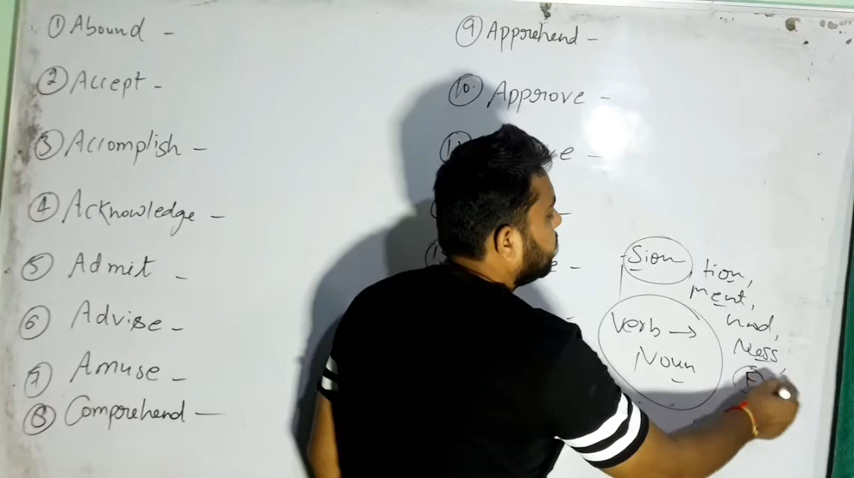 ① Abound -
② Accept -
③ Accomplish -
④ Acknowledge -
⑤ Admit -
⑥ Advise -
⑦ Amuse -
⑧ Comprehend -
⑨ Apprehend -
⑩ Approve -
-Sion, tion,
ment,
hood,
Ness,
Verb →
Noun